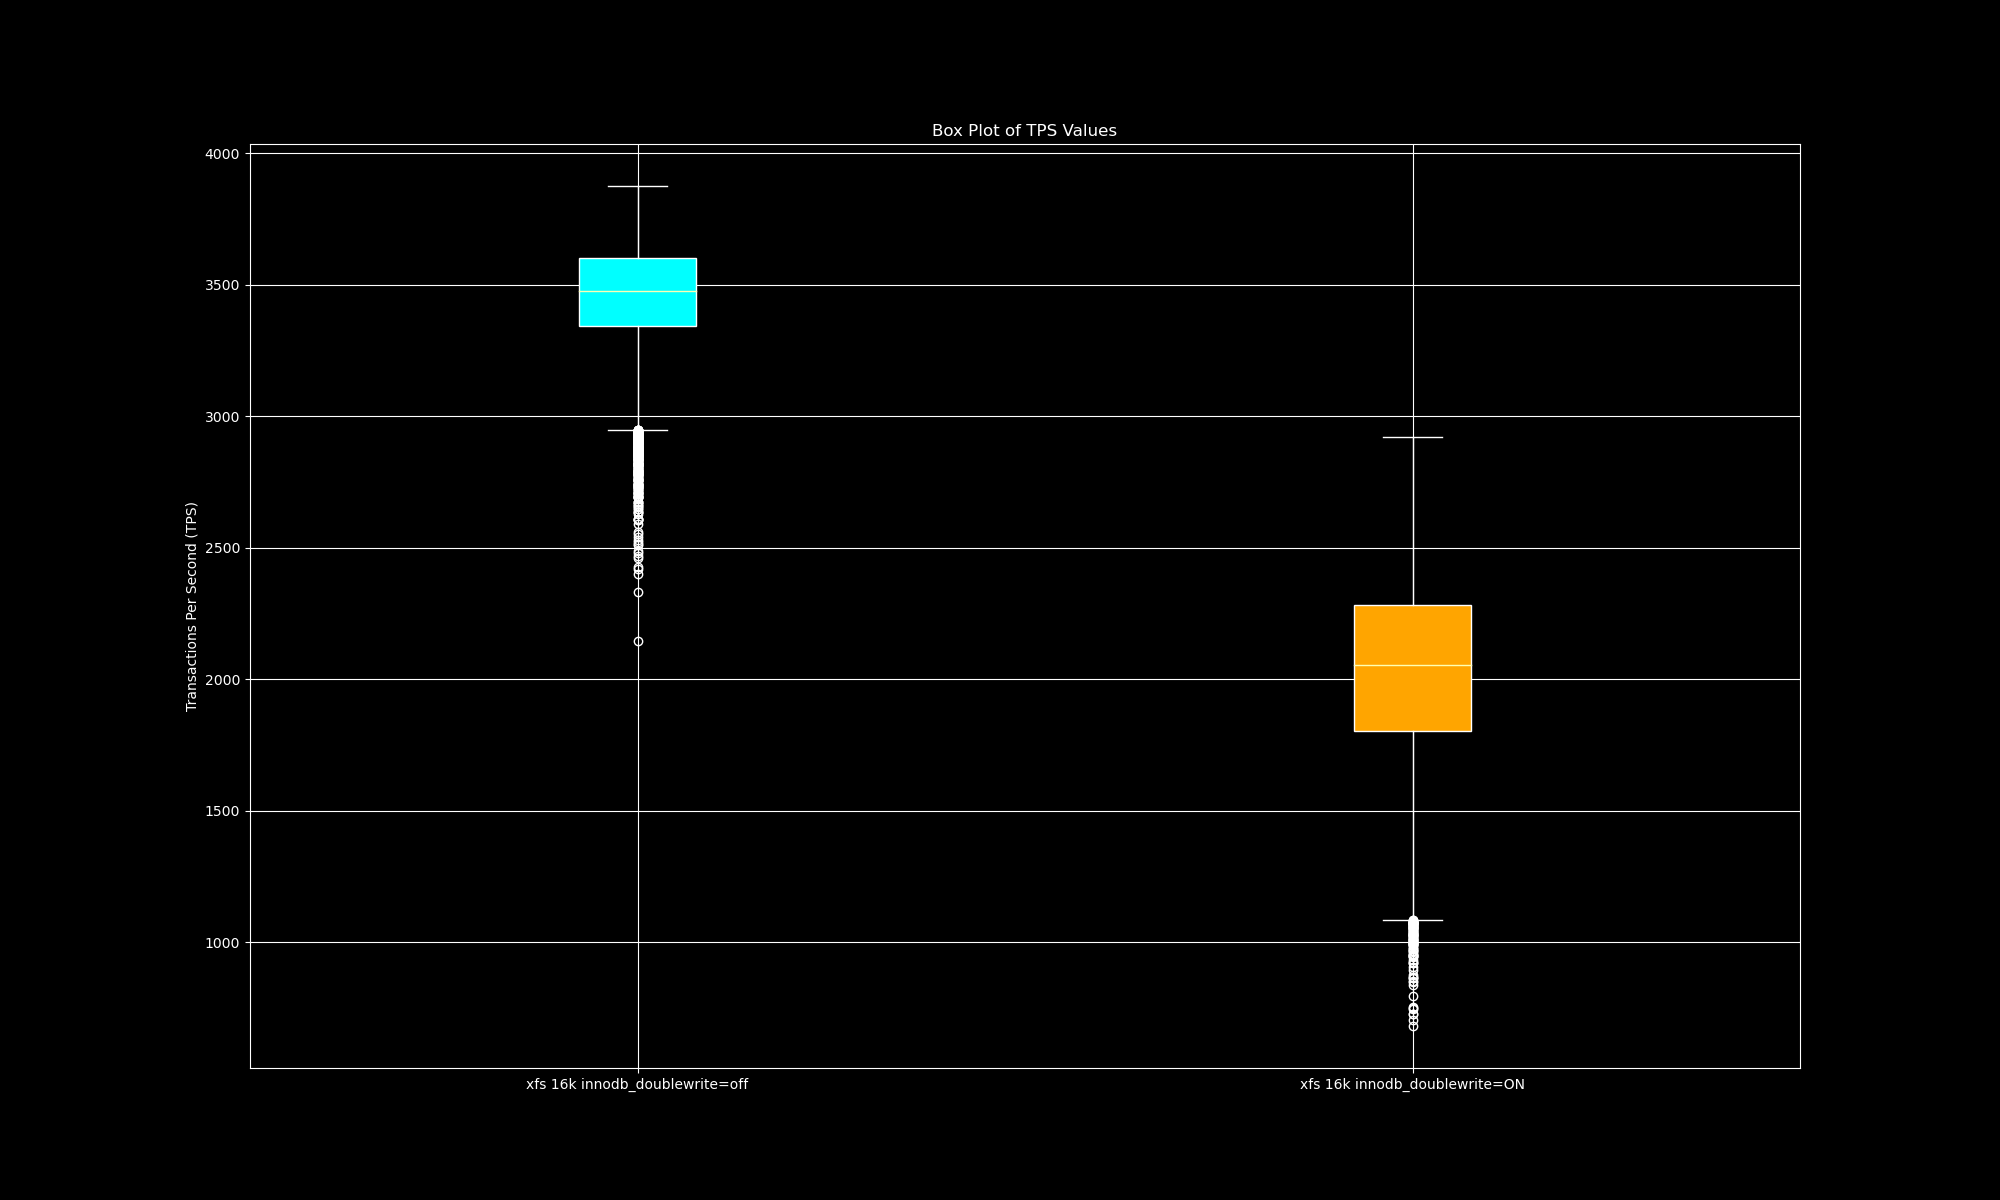 Box Plot of TPS Values
4000
3500
3000
2500
2000
1500
1000
Transactions Per Second (TPS)
xfs 16k innodb_doublewrite=off
xfs 16k innodb_doublewrite=ON